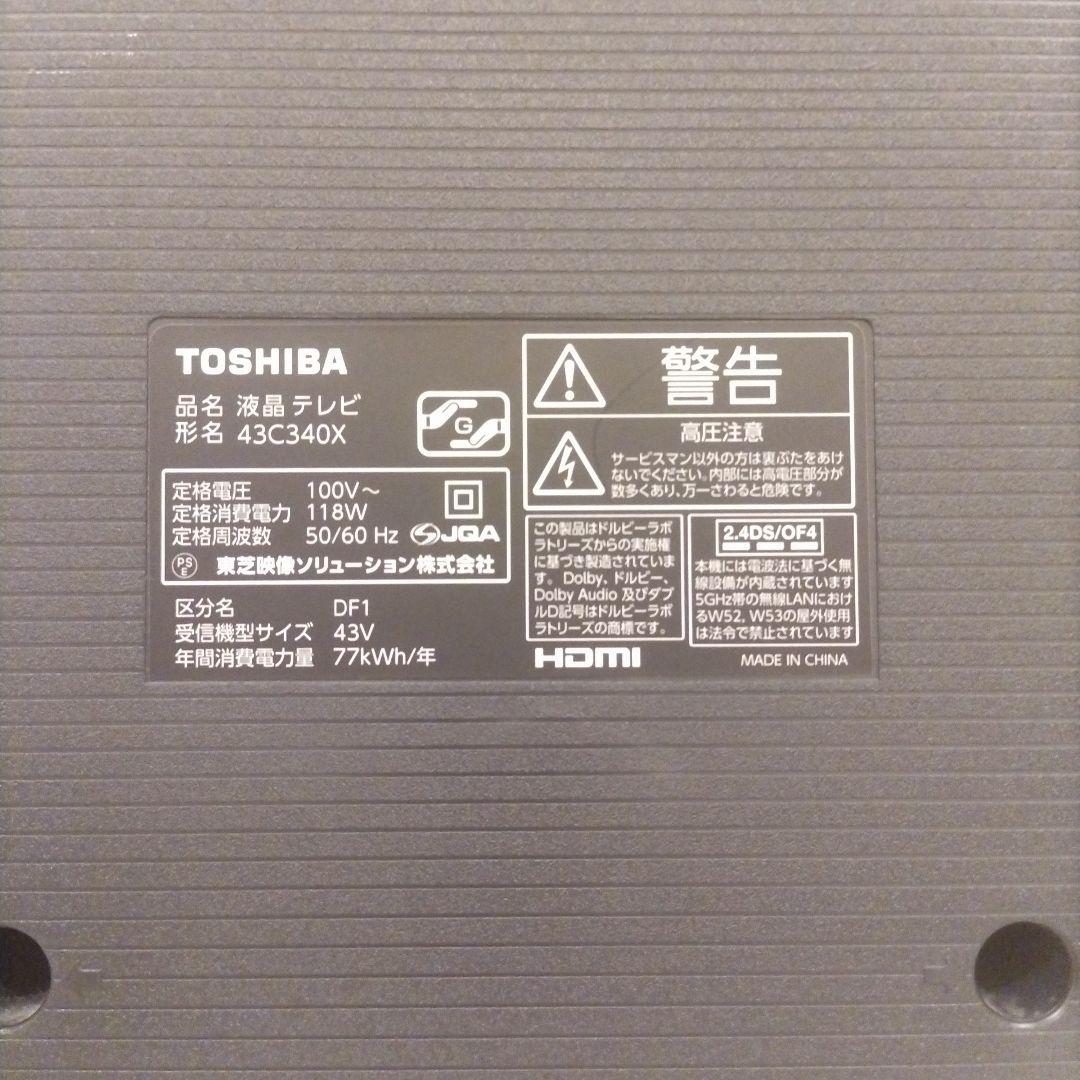 TOSHIBA
品名 液晶テレビ
形名 43C340X
G
定格電圧 100V～
定格消費電力 118W
定格周波数 50/60 Hz
JQA
PS
E
東芝映像ソリューション株式会社
区分名 DF1
受信機型サイズ 43V
年間消費電力量 77kWh/年
警告
高圧注意
サービスマン以外の方は裏ぶたをあけ
ないでください。内部には高電圧部分が
数多くあり、万一さわると危険です。
この製品はドルビーラボ
ラトリーズからの実施権
に基づき製造されていま
す。Dolby、ドルビー、
Dolby Audio 及びダブ
ルD記号はドルビーラボ
ラトリーズの商標です。
2.4DS/OF4
本機には電波法に基づく無
線設備が内蔵されています
5GHz帯の無線LANにおけ
るW52, W53の屋外使用
は法令で禁止されています
HDMI
MADE IN CHINA